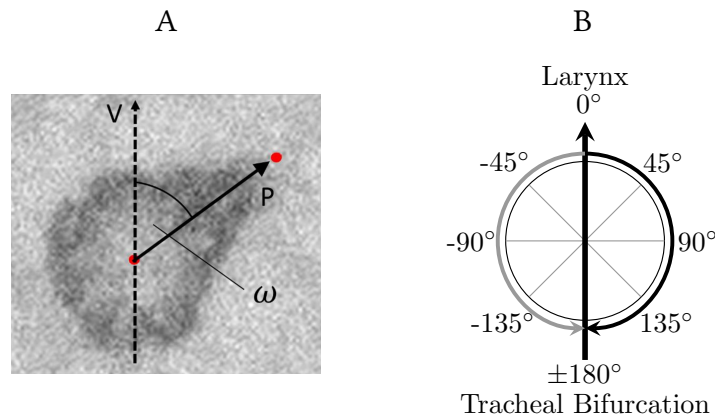 A
B
V
P
ω
Larynx
0°
-45°
45°
-90°
90°
-135°
135°
±180°
Tracheal Bifurcation